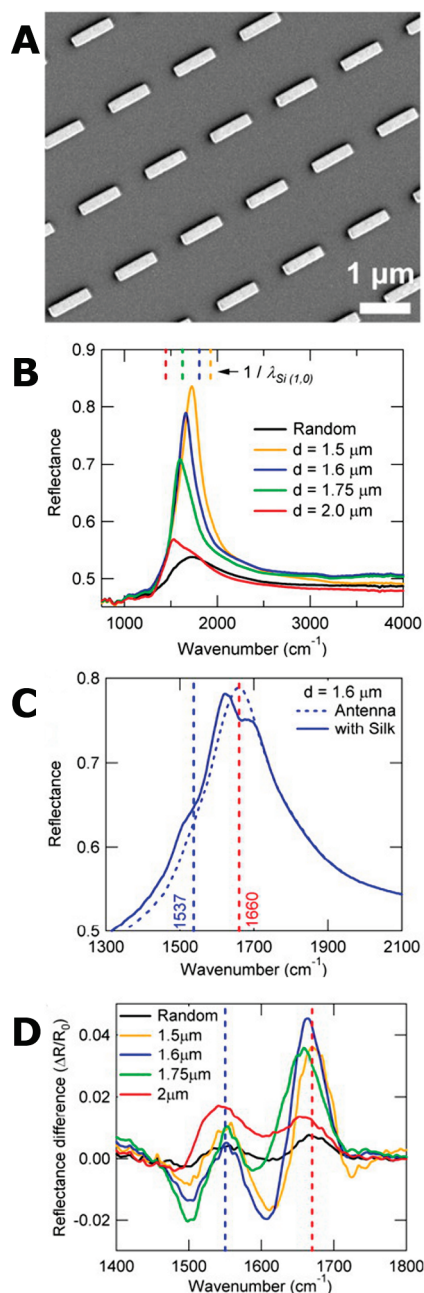 A
1 μm
B
0.9
0.8
0.7
0.6
0.5
Reflectance
1 / λSi (1,0)
Random
d = 1.5 μm
d = 1.6 μm
d = 1.75 μm
d = 2.0 μm
1000 2000 3000 4000
Wavenumber (cm⁻¹)
C
0.8
0.7
0.6
0.5
Reflectance
d = 1.6 μm
Antenna
with Silk
1537
1660
1300 1500 1700 1900 2100
Wavenumber (cm⁻¹)
D
0.04
0.02
0.00
-0.02
Reflectance difference (ΔR/R₀)
Random
1.5μm
1.6μm
1.75μm
2μm
1400 1500 1600 1700 1800
Wavenumber (cm⁻¹)